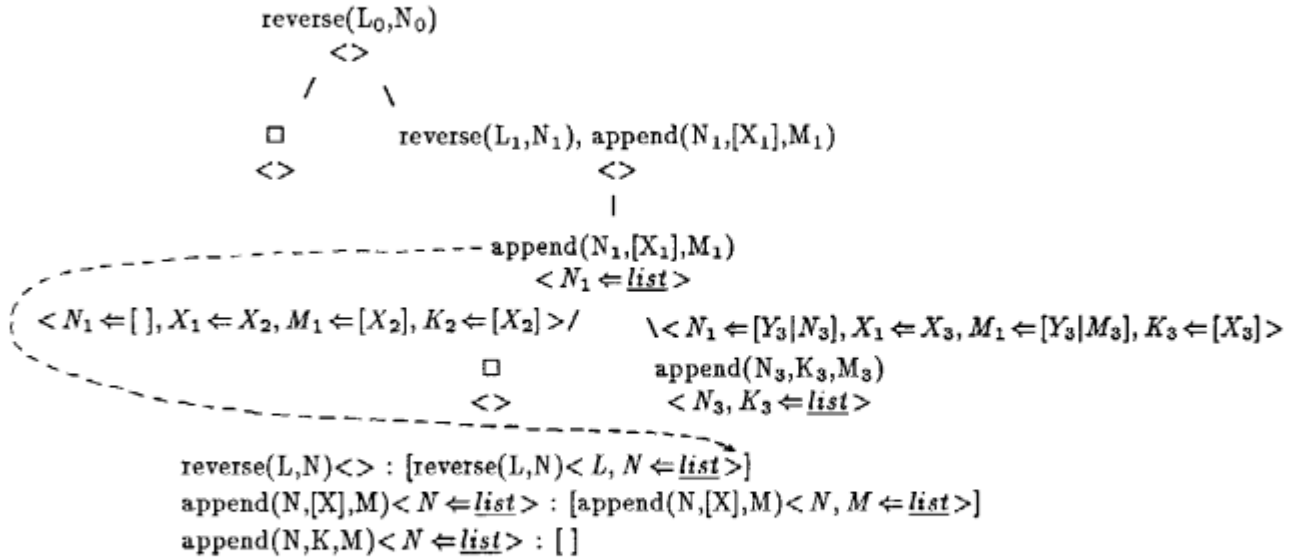 reverse(L₀,N₀)
<>
/ \
□ reverse(L₁,N₁), append(N₁,[X₁],M₁)
<> <>
|
append(N₁,[X₁],M₁)
< N₁ ⇐ list >
< N₁ ⇐ [ ], X₁ ⇐ X₂, M₁ ⇐ [X₂], K₂ ⇐ [X₂] >/ \< N₁ ⇐ [Y₃|N₃], X₁ ⇐ X₃, M₁ ⇐ [Y₃|M₃], K₃ ⇐ [X₃] >
□ append(N₃,K₃,M₃)
<> < N₃, K₃ ⇐ list >
reverse(L,N)<> : [reverse(L,N)< L, N ⇐ list >]
append(N,[X],M)< N ⇐ list > : [append(N,[X],M)< N, M ⇐ list >]
append(N,K,M)< N ⇐ list > : [ ]